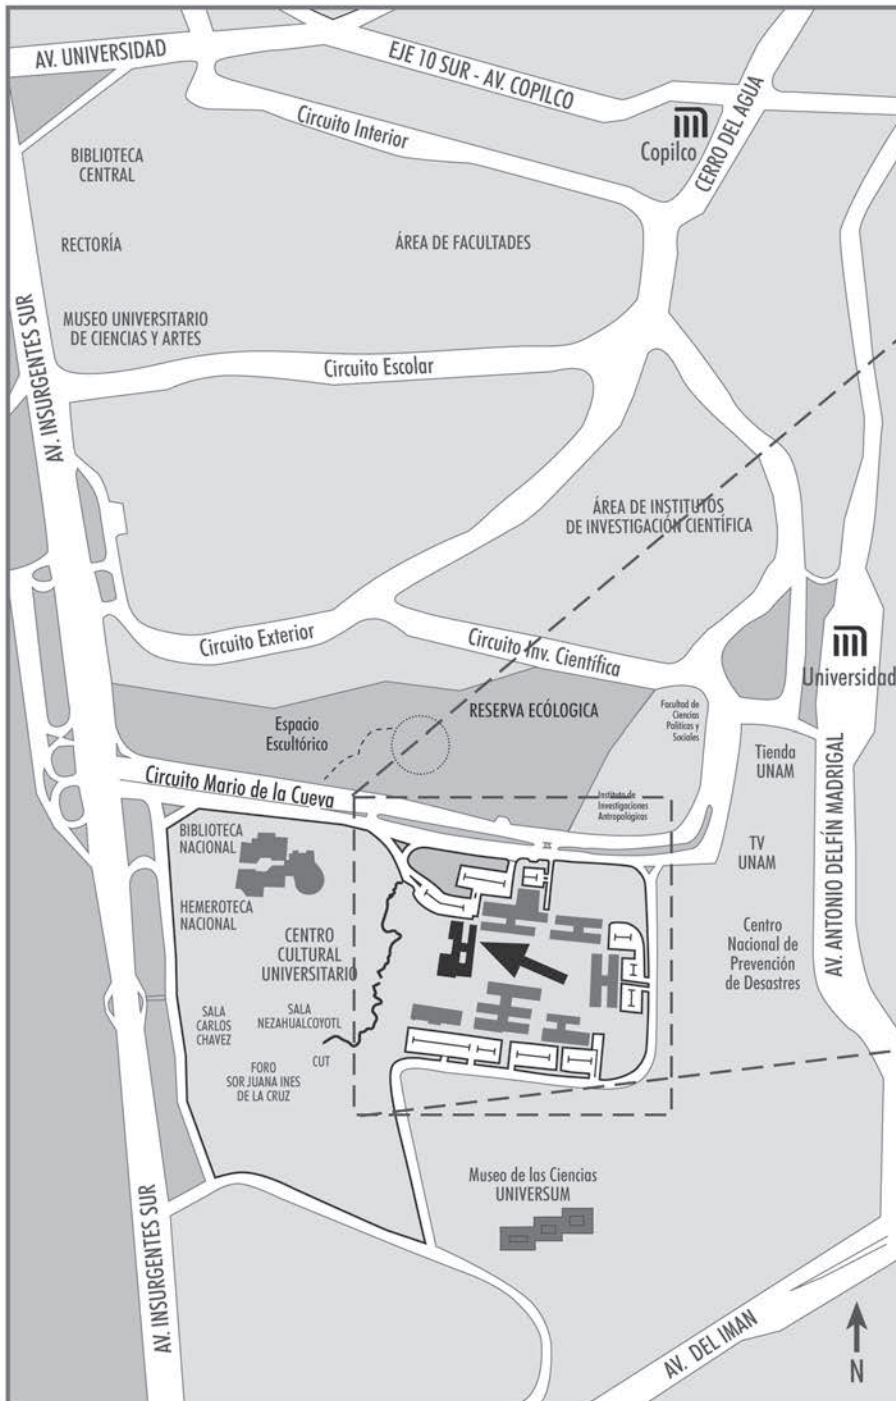 AV. UNIVERSIDAD
EJE 10 SUR - AV. COPILCO
Circuito Interior
Copilco
CERRO DEL AGUA
BIBLIOTECA
CENTRAL
RECTORÍA
ÁREA DE FACULTADES
MUSEO UNIVERSITARIO
DE CIENCIAS Y ARTES
AV. INSURGENTES SUR
Circuito Escolar
ÁREA DE INSTITUTOS
DE INVESTIGACIÓN CIENTÍFICA
Circuito Exterior
Circuito Inv. Científica
Universidad
RESERVA ECÓLOGICA
Espacio
Escultórico
Facultad de
Ciencias
Políticas y
Sociales
Tienda
UNAM
Circuito Mario de la Cueva
Instituto de
Investigaciones
Antropológicas
AV. ANTONIO DELFÍN MADRIGAL
BIBLIOTECA
NACIONAL
TV
UNAM
HEMEROTECA
NACIONAL
CENTRO
CULTURAL
UNIVERSITARIO
Centro
Nacional de
Prevención
de Desastres
SALA
CARLOS
CHAVEZ
SALA
NEZAHUALCOYOTL
CUT
FORO
SOR JUANA INES
DE LA CRUZ
Museo de las Ciencias
UNIVERSUM
AV. INSURGENTES SUR
AV. DEL IMAN
N